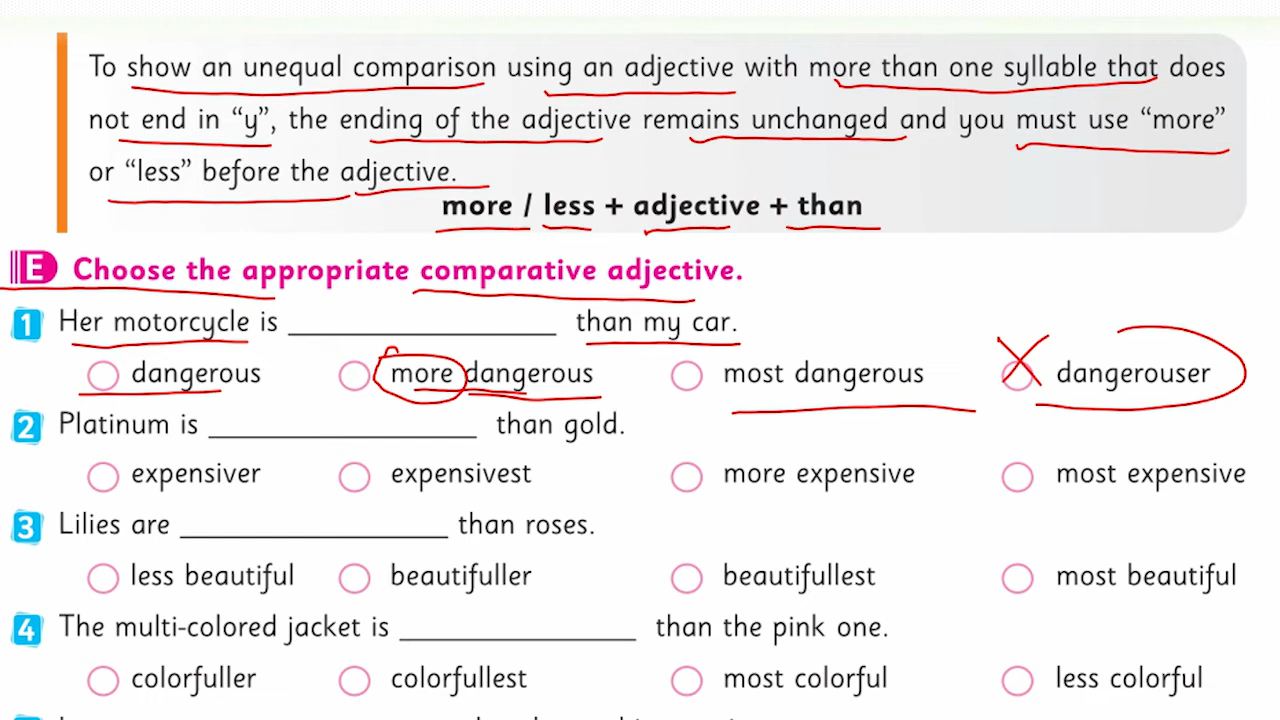 To show an unequal comparison using an adjective with more than one syllable that does
not end in “y”, the ending of the adjective remains unchanged and you must use “more”
or “less” before the adjective.
more / less + adjective + than
E Choose the appropriate comparative adjective.
1 Her motorcycle is ____________ than my car.
dangerous more dangerous most dangerous dangerouser
2 Platinum is ____________ than gold.
expensiver expensivest more expensive most expensive
3 Lilies are ____________ than roses.
less beautiful beautifuller beautifullest most beautiful
4 The multi-colored jacket is ____________ than the pink one.
colorfuller colorfullest most colorful less colorful